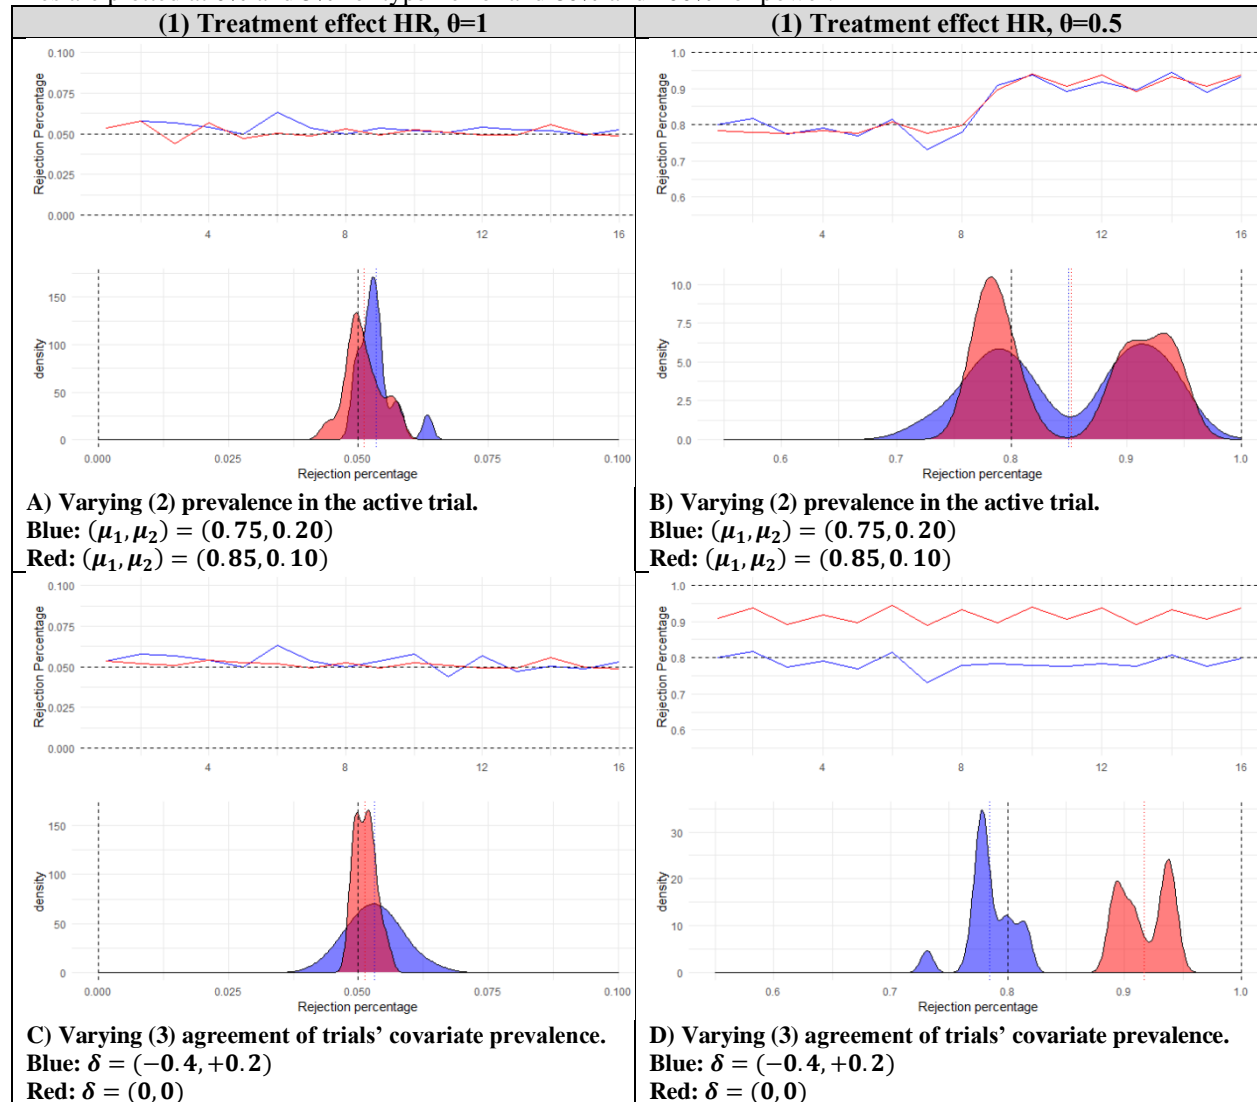 (1) Treatment effect HR, θ=1
(1) Treatment effect HR, θ=0.5
0.100
0.075
0.050
0.025
0.000
Rejection Percentage
4
8
12
16
150
100
50
0
density
0.000
0.025
0.050
0.075
0.100
Rejection percentage
A) Varying (2) prevalence in the active trial.
Blue: (μ₁, μ₂) = (0.75, 0.20)
Red: (μ₁, μ₂) = (0.85, 0.10)
1.0
0.9
0.8
0.7
0.6
Rejection Percentage
4
8
12
16
10.0
7.5
5.0
2.5
0.0
density
0.6
0.7
0.8
0.9
1.0
Rejection percentage
B) Varying (2) prevalence in the active trial.
Blue: (μ₁, μ₂) = (0.75, 0.20)
Red: (μ₁, μ₂) = (0.85, 0.10)
0.100
0.075
0.050
0.025
0.000
Rejection Percentage
4
8
12
16
150
100
50
0
density
0.000
0.025
0.050
0.075
0.100
Rejection percentage
C) Varying (3) agreement of trials’ covariate prevalence.
Blue: δ = (−0.4, +0.2)
Red: δ = (0, 0)
1.0
0.9
0.8
0.7
0.6
Rejection Percentage
4
8
12
16
30
20
10
0
density
0.6
0.7
0.8
0.9
1.0
Rejection percentage
D) Varying (3) agreement of trials’ covariate prevalence.
Blue: δ = (−0.4, +0.2)
Red: δ = (0, 0)